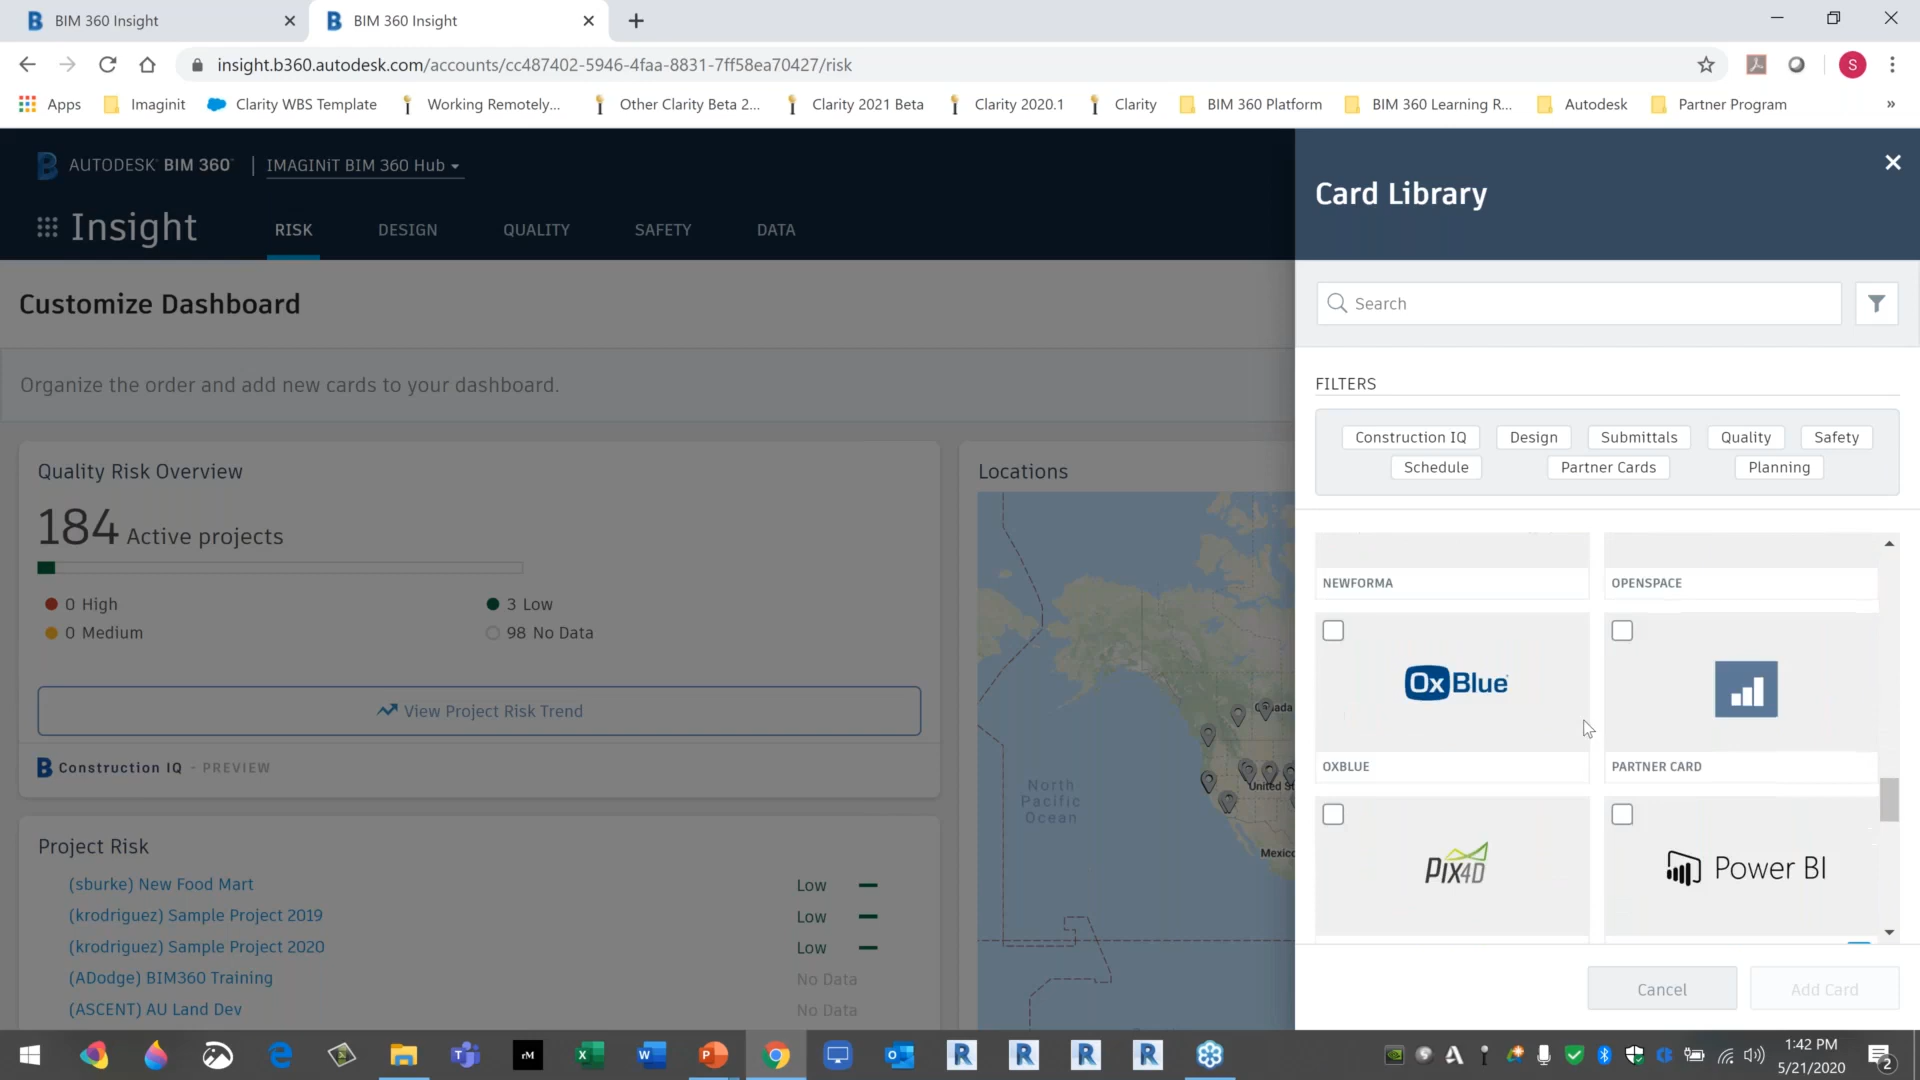 BIM 360 Insight
BIM 360 Insight
insight.b360.autodesk.com/accounts/cc487402-5946-4faa-8831-7ff58ea70427/risk
S
Apps Imaginit Clarity WBS Template Working Remotely... Other Clarity Beta 2... Clarity 2021 Beta Clarity 2020.1 Clarity BIM 360 Platform BIM 360 Learning R... Autodesk Partner Program »
AUTODESK BIM 360 | IMAGINiT BIM 360 Hub
Insight RISK DESIGN QUALITY SAFETY DATA
Customize Dashboard
Organize the order and add new cards to your dashboard.
Quality Risk Overview
184 Active projects
0 High 3 Low
0 Medium 98 No Data
View Project Risk Trend
Construction IQ - PREVIEW
Project Risk
(sburke) New Food Mart Low
(krodriguez) Sample Project 2019 Low
(krodriguez) Sample Project 2020 Low
(ADodge) BIM360 Training No Data
(ASCENT) AU Land Dev No Data
Locations
Canada
United St
North
Pacific
Ocean
Mexico
Card Library
Search
FILTERS
Construction IQ Design Submittals Quality Safety
Schedule Partner Cards Planning
NEWFORMA OPENSPACE
OxBlue
OXBLUE PARTNER CARD
PIX4D Power BI
Cancel Add Card
1:42 PM
5/21/2020
2